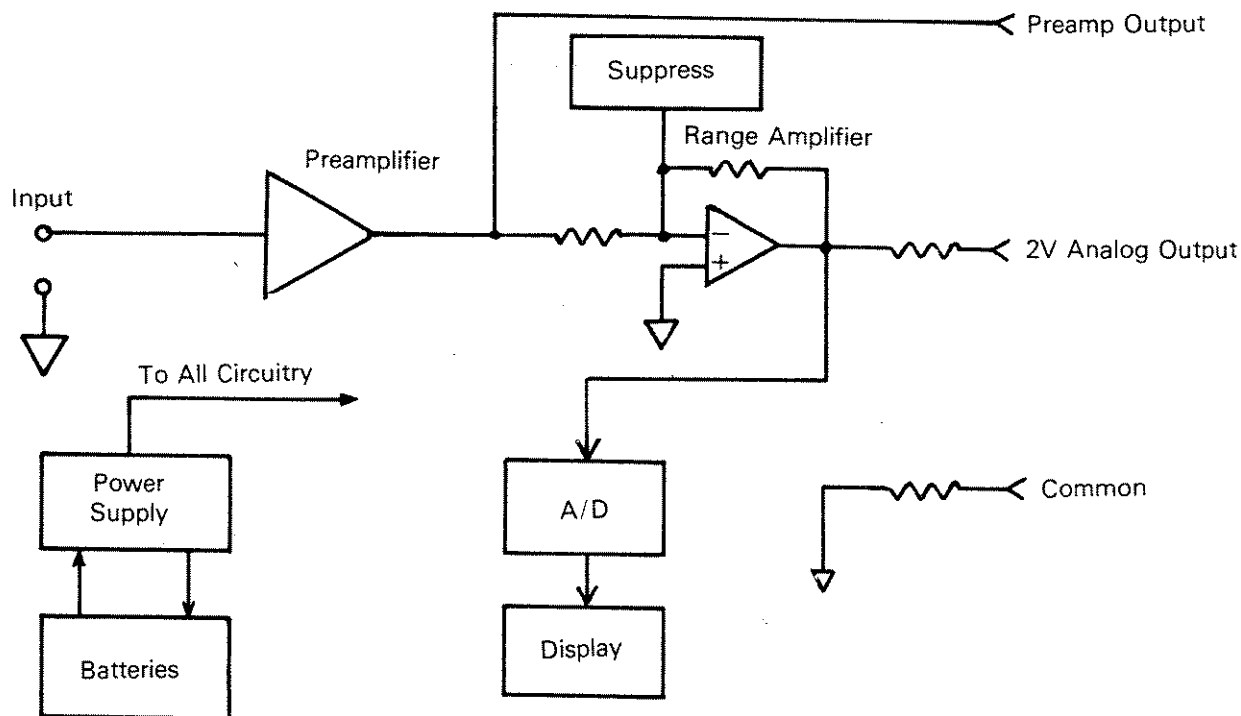 Preamp Output
Suppress
Range Amplifier
Preamplifier
Input
−
+
2V Analog Output
To All Circuitry
Power
Supply
A/D
Common
Batteries
Display